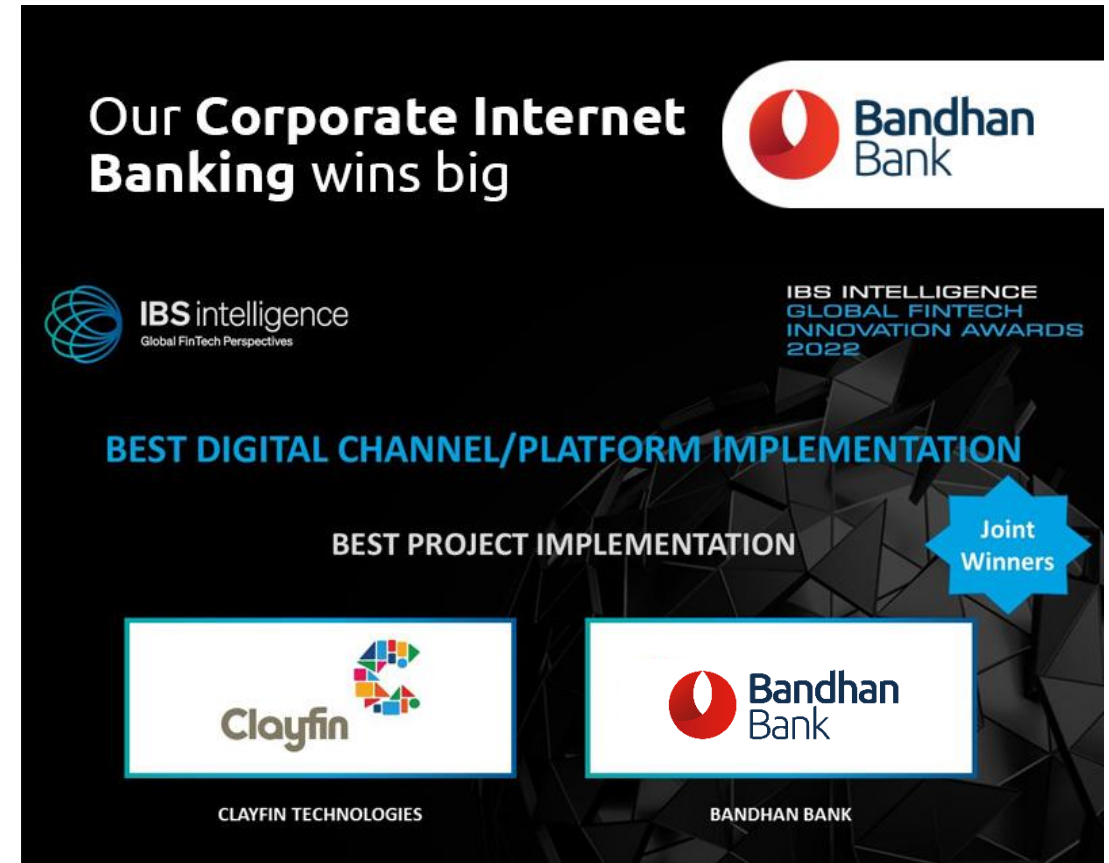 Our Corporate Internet
Banking wins big
Bandhan
Bank
IBS intelligence
Global FinTech Perspectives
IBS INTELLIGENCE
GLOBAL FINTECH
INNOVATION AWARDS
2022
BEST DIGITAL CHANNEL/PLATFORM IMPLEMENTATION
BEST PROJECT IMPLEMENTATION
Joint
Winners
Clayfin
Bandhan
Bank
CLAYFIN TECHNOLOGIES
BANDHAN BANK